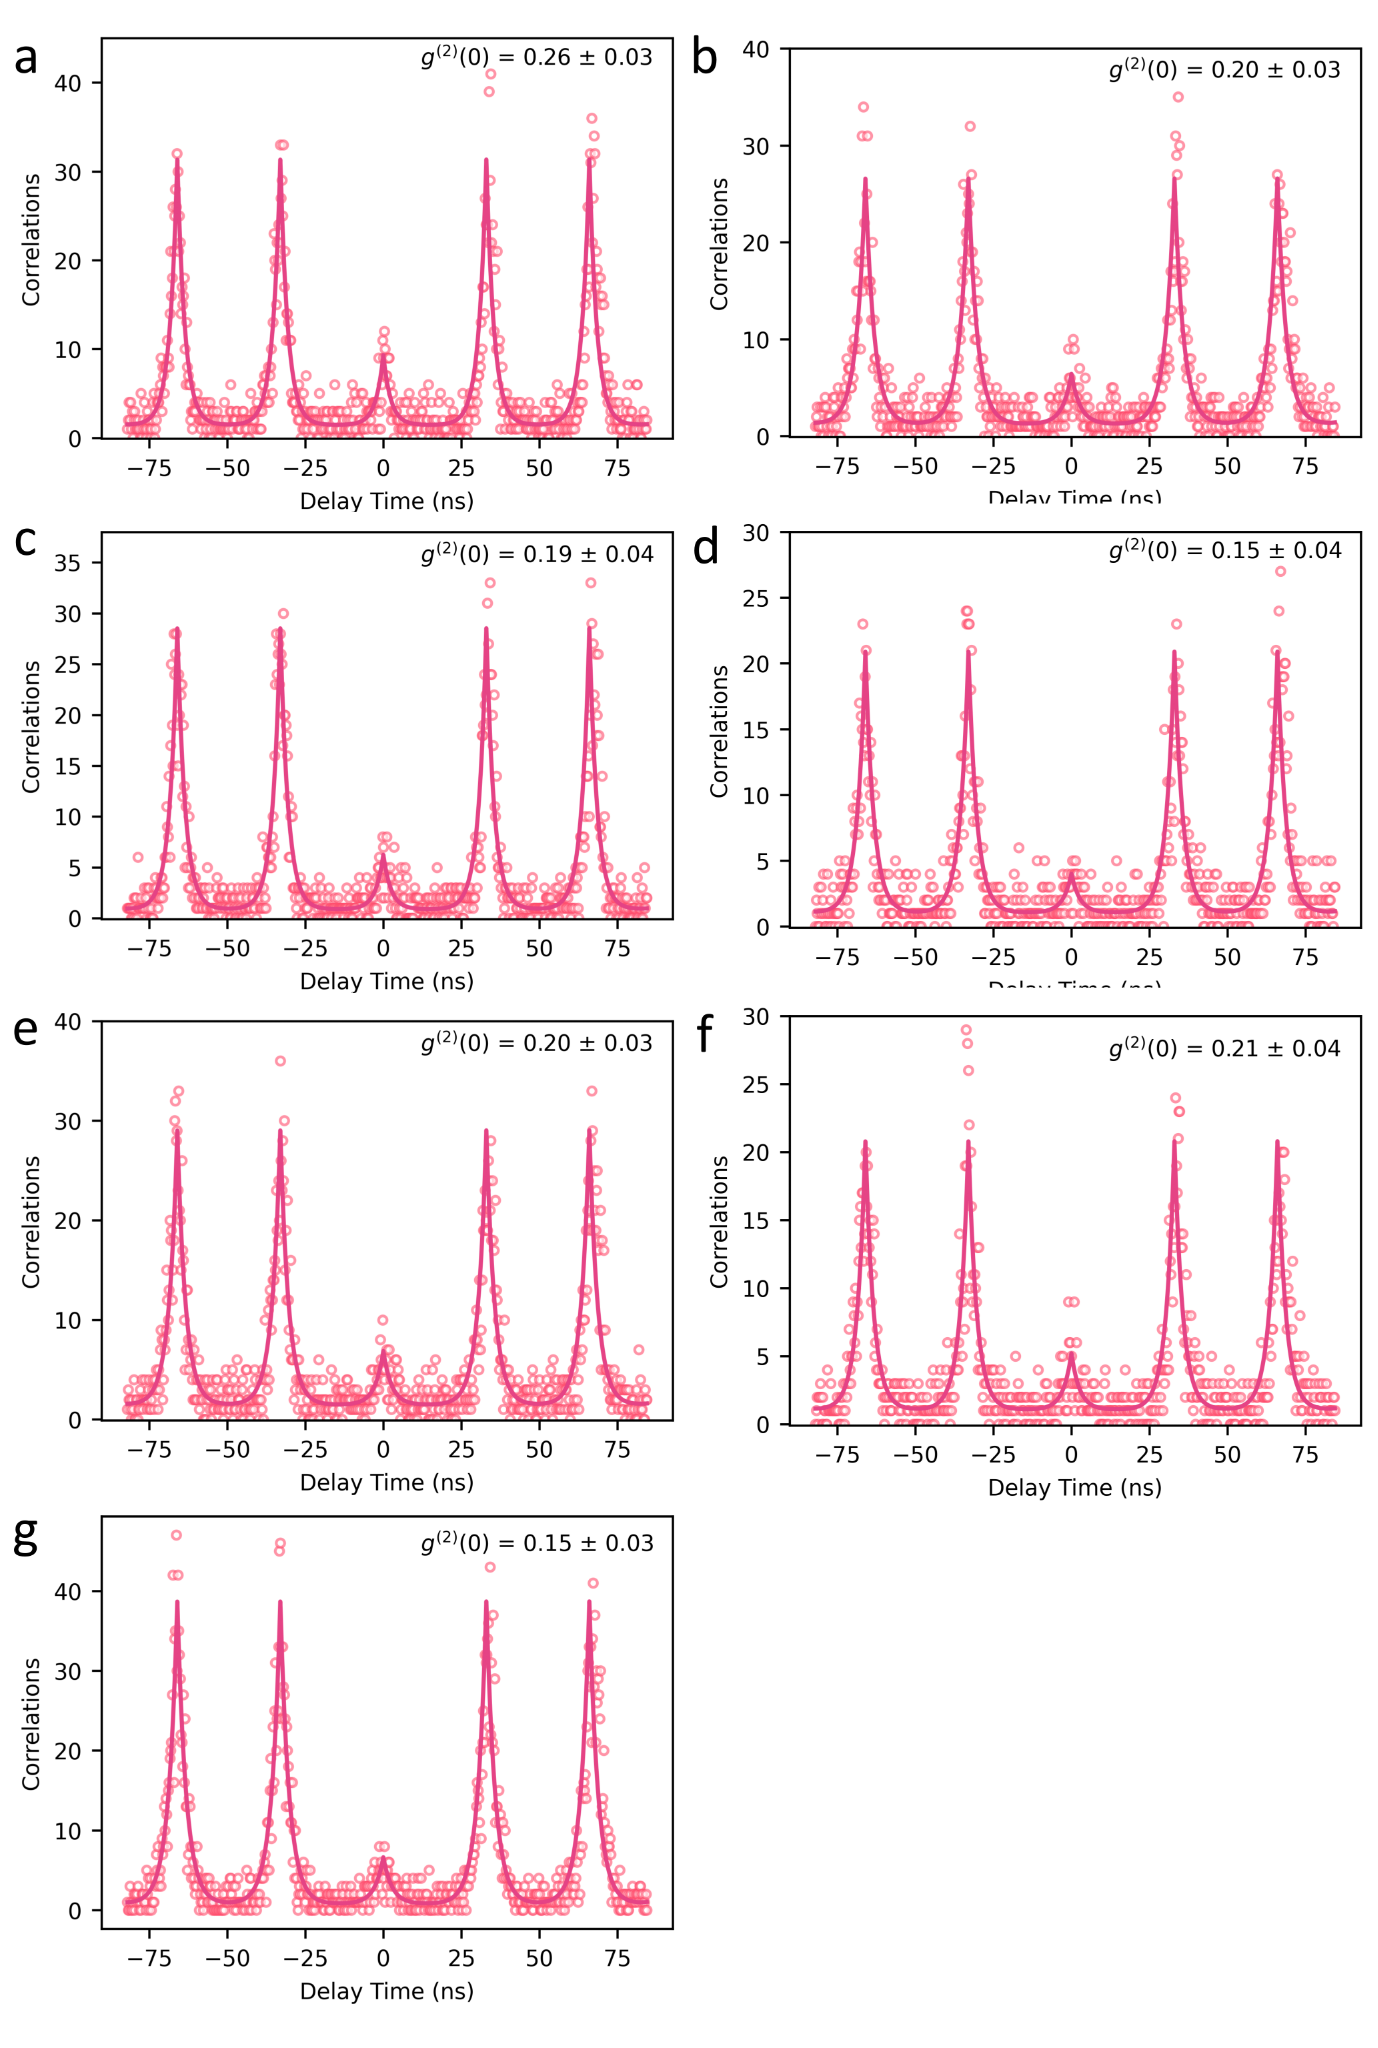 a
g⁽²⁾(0) = 0.26 ± 0.03
Correlations
40
30
20
10
0
−75 −50 −25 0 25 50 75
Delay Time (ns)
b
g⁽²⁾(0) = 0.20 ± 0.03
Correlations
40
30
20
10
0
−75 −50 −25 0 25 50 75
Delay Time (ns)
c
g⁽²⁾(0) = 0.19 ± 0.04
Correlations
35
30
25
20
15
10
5
0
−75 −50 −25 0 25 50 75
Delay Time (ns)
d
g⁽²⁾(0) = 0.15 ± 0.04
Correlations
30
25
20
15
10
5
0
−75 −50 −25 0 25 50 75
Delay Time (ns)
e
g⁽²⁾(0) = 0.20 ± 0.03
Correlations
40
30
20
10
0
−75 −50 −25 0 25 50 75
Delay Time (ns)
f
g⁽²⁾(0) = 0.21 ± 0.04
Correlations
30
25
20
15
10
5
0
−75 −50 −25 0 25 50 75
Delay Time (ns)
g
g⁽²⁾(0) = 0.15 ± 0.03
Correlations
40
30
20
10
0
−75 −50 −25 0 25 50 75
Delay Time (ns)